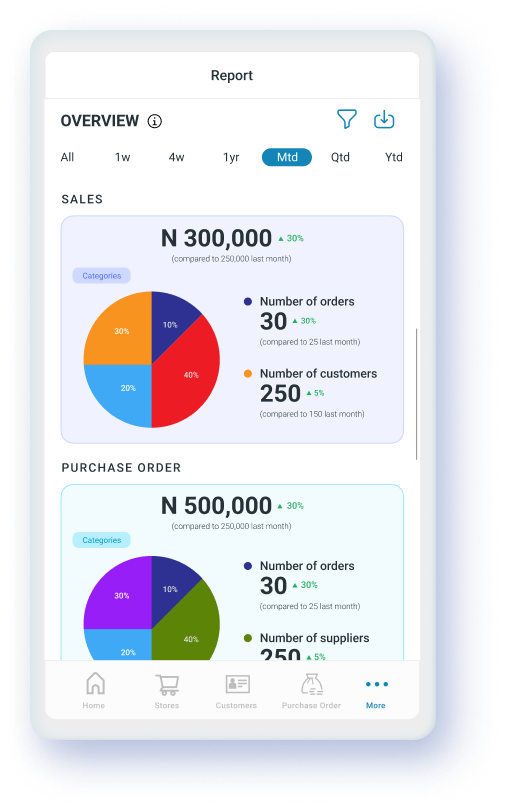 Report
OVERVIEW
All 1w 4w 1yr Mtd Qtd Ytd
SALES
N 300,000 ▲ 30%
(compared to 250,000 last month)
Categories
10%
40%
20%
30%
Number of orders
30 ▲ 30%
(compared to 25 last month)
Number of customers
250 ▲ 5%
(compared to 150 last month)
PURCHASE ORDER
N 500,000 ▲ 30%
(compared to 250,000 last month)
Categories
10%
40%
20%
30%
Number of orders
30 ▲ 30%
(compared to 25 last month)
Number of suppliers
250 ▲ 5%
Home Stores Customers Purchase Order More